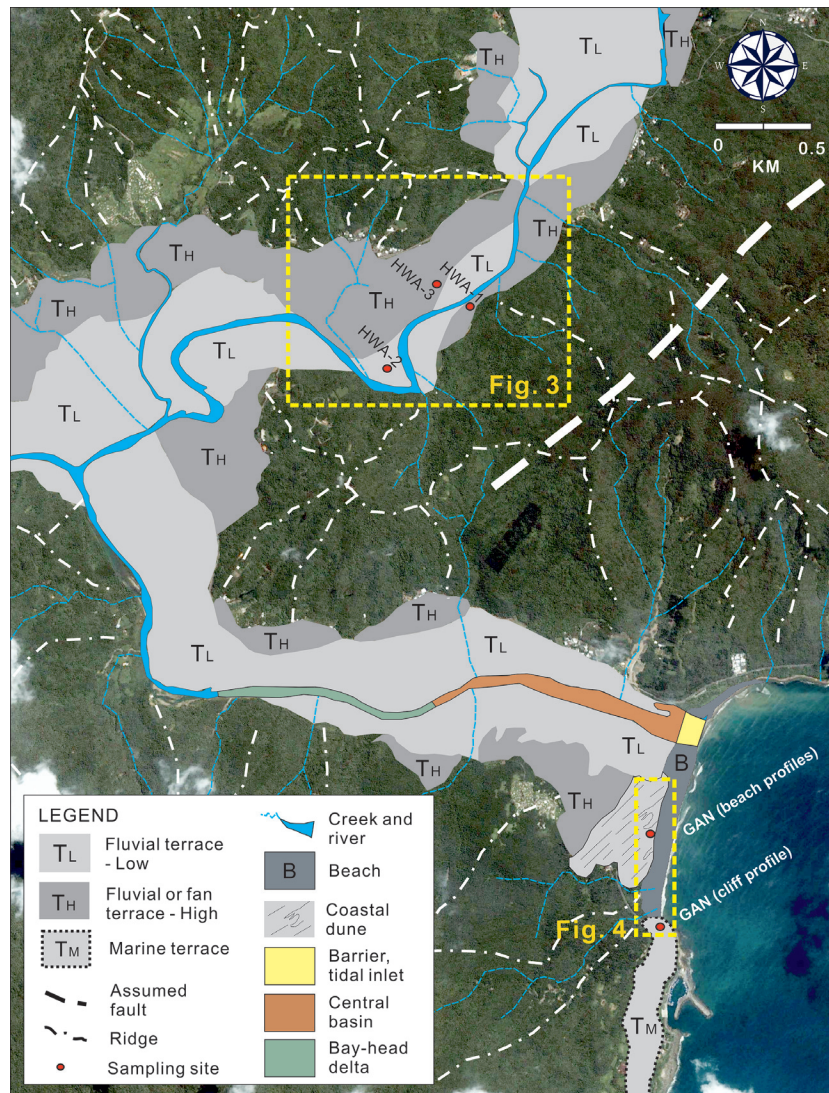 N
W
E
S
0
0.5
KM
TH
TL
TH
TL
TH
TL
TH
HWA-3
HWA-1
TH
TH
HWA-2
TL
Fig. 3
TL
TH
TH
TL
TH
TL
TL
B
TH
TH
GAN (beach profiles)
GAN (cliff profile)
Fig. 4
TM
LEGEND
TL
Fluvial terrace
- Low
TH
Fluvial or fan
terrace - High
TM
Marine terrace
Assumed
fault
Ridge
Sampling site
Creek and
river
B
Beach
Coastal
dune
Barrier,
tidal inlet
Central
basin
Bay-head
delta